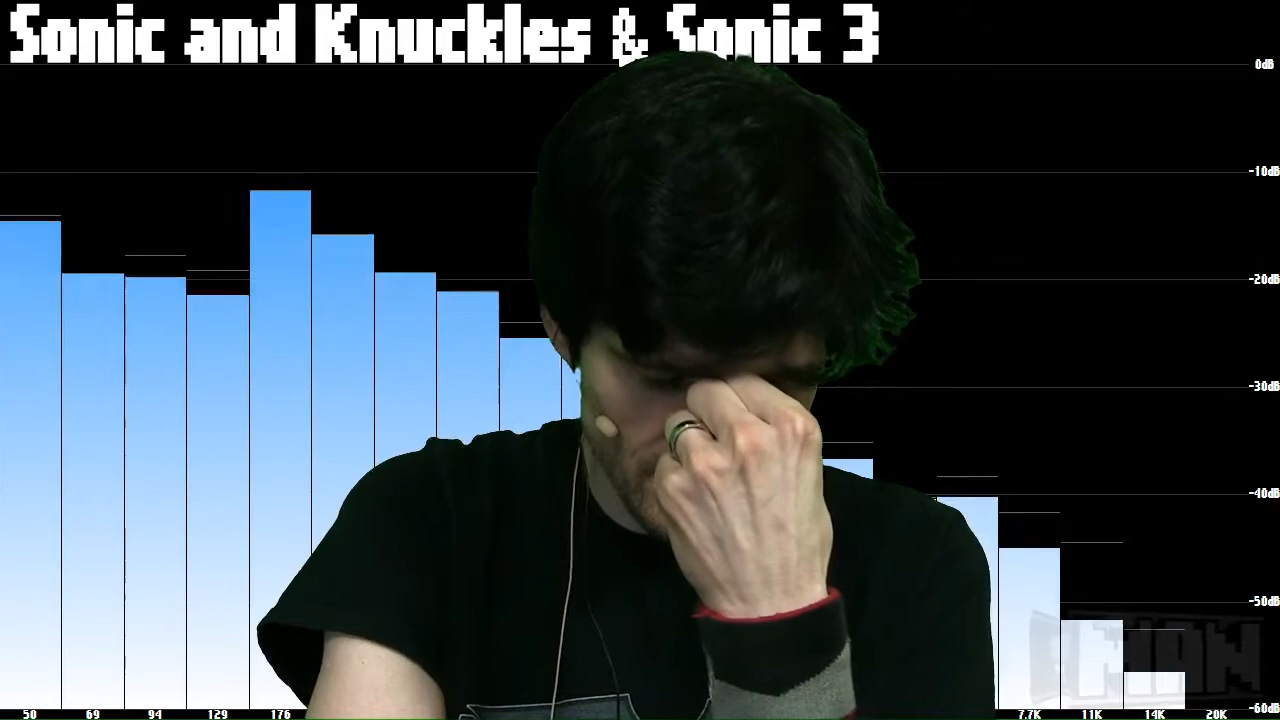 Sonic and Knuckles & Sonic 3
0dB
-10dB
-20dB
-30dB
-40dB
-50dB
-60dB
50 69 94 129 176 7.7K 11K 14K 20K